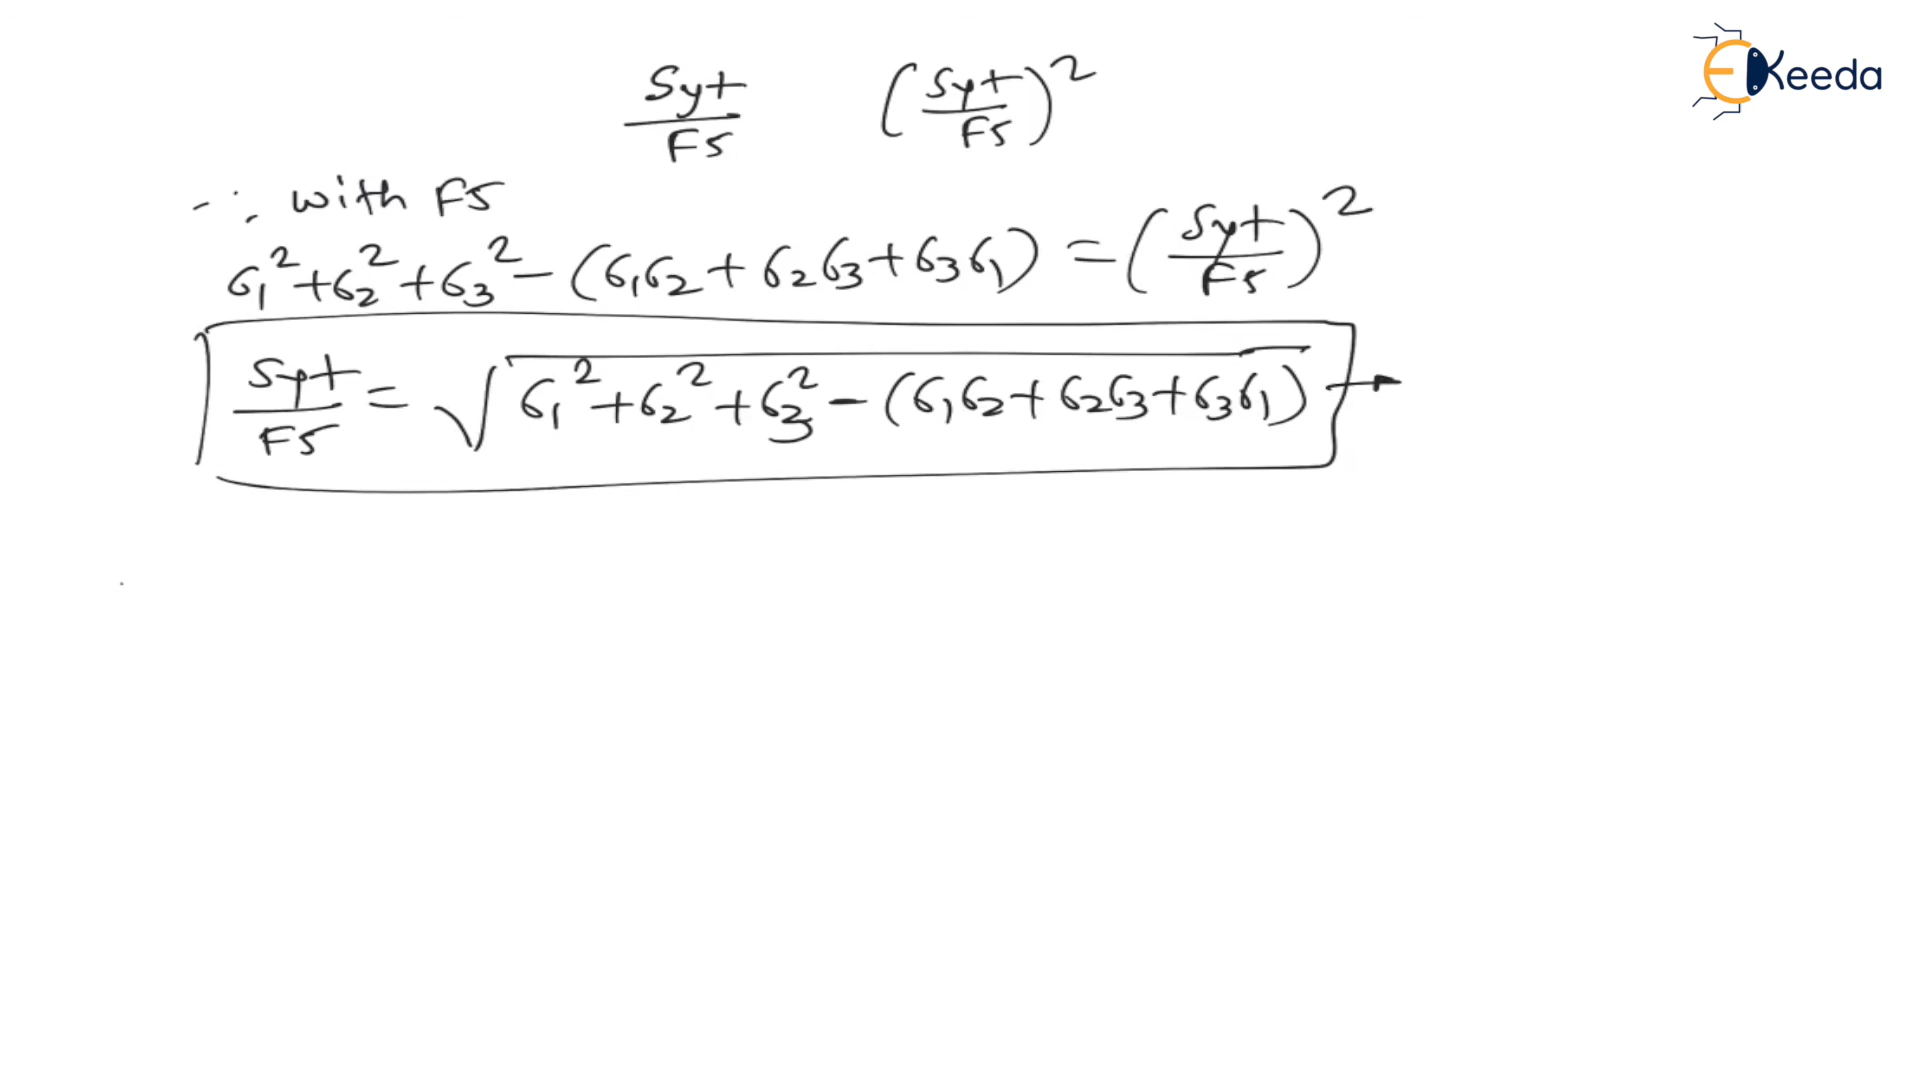 Syt/FS (Syt/FS)²
EKeeda
∴ with FS
σ₁² + σ₂² + σ₃² − (σ₁σ₂ + σ₂σ₃ + σ₃σ₁) = (Syt/FS)²
Syt/FS = √(σ₁² + σ₂² + σ₃² − (σ₁σ₂ + σ₂σ₃ + σ₃σ₁))